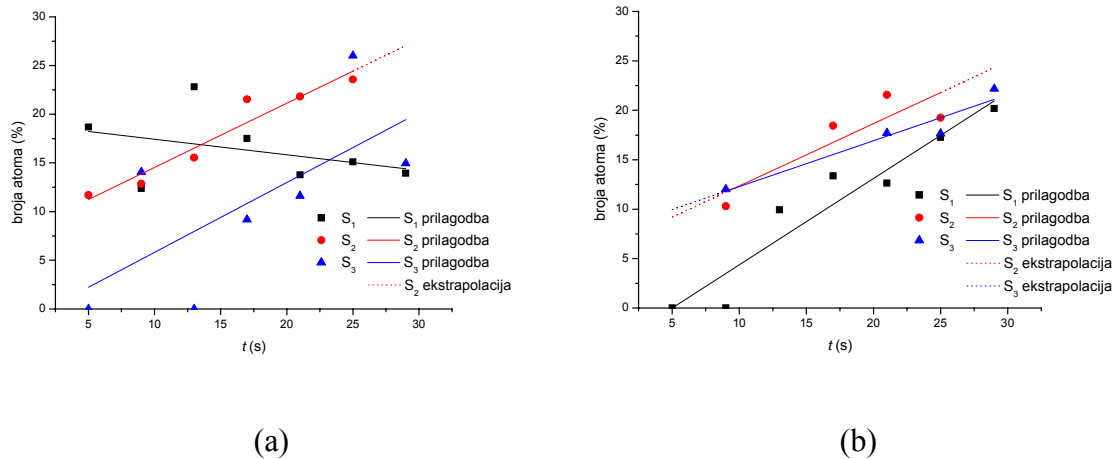 30
25
20
15
10
5
0
broja atoma (%)
S₁ S₁ prilagodba
S₂ S₂ prilagodba
S₃ S₃ prilagodba
S₂ ekstrapolacija
5 10 15 20 25 30
t (s)
(a)
30
25
20
15
10
5
0
broja atoma (%)
S₁ S₁ prilagodba
S₂ S₂ prilagodba
S₃ S₃ prilagodba
S₂ ekstrapolacija
S₃ ekstrapolacija
5 10 15 20 25 30
t (s)
(b)